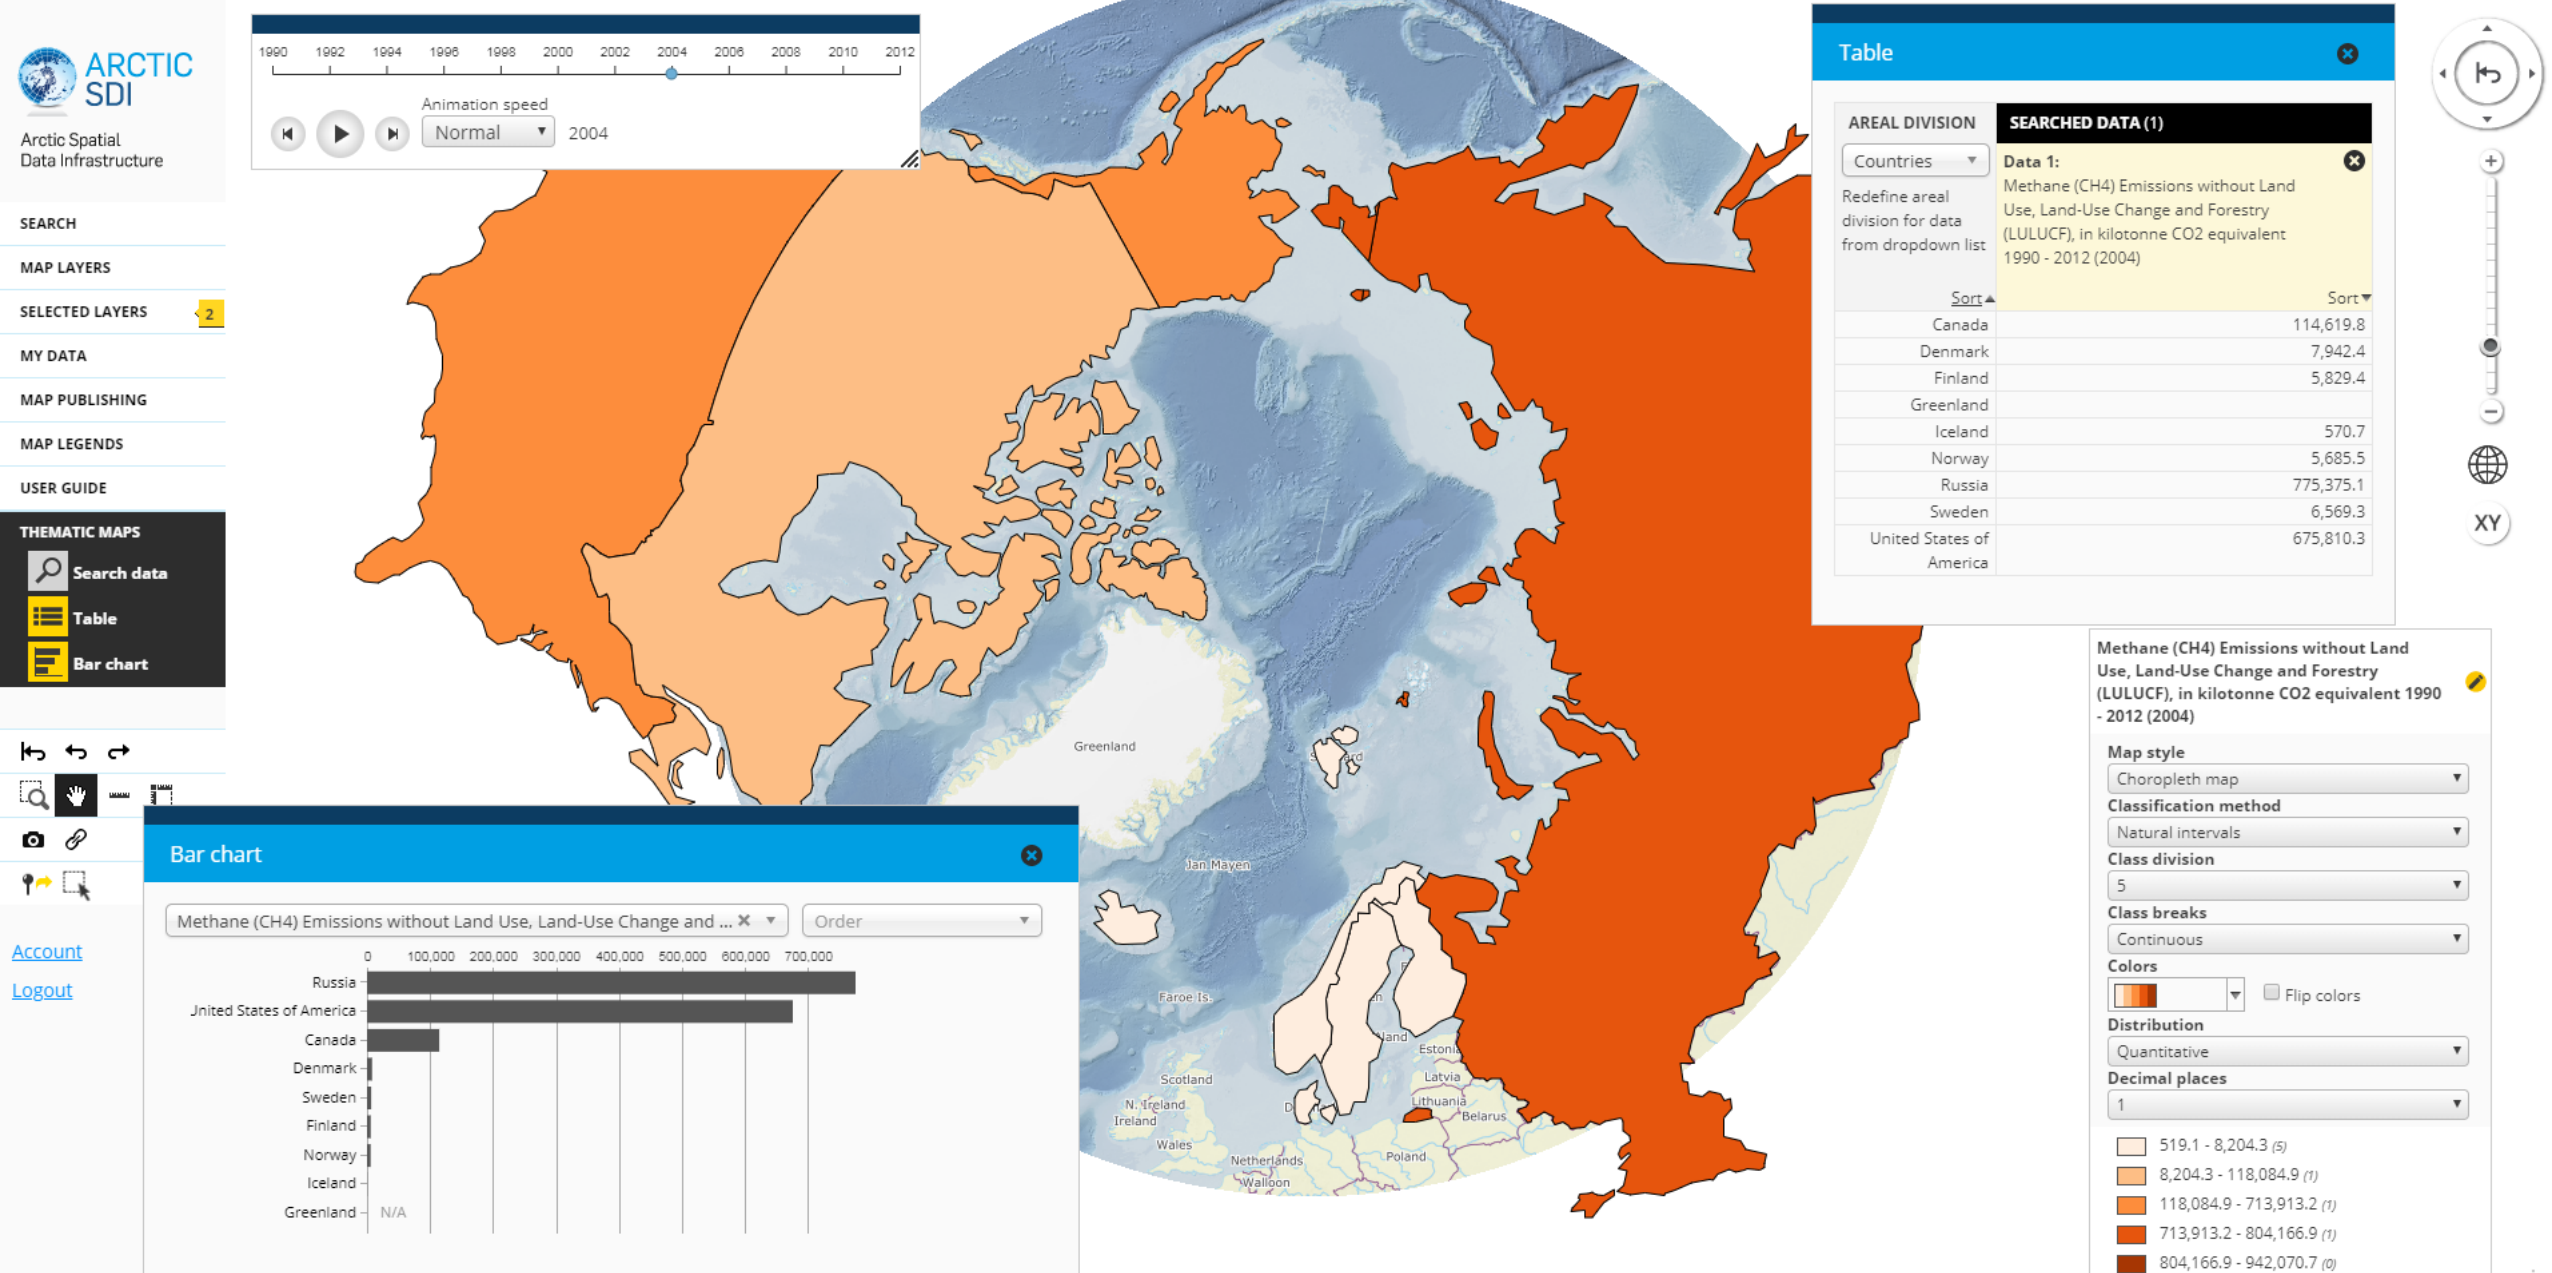 ARCTIC
SDI
Arctic Spatial
Data Infrastructure
SEARCH
MAP LAYERS
SELECTED LAYERS
2
MY DATA
MAP PUBLISHING
MAP LEGENDS
USER GUIDE
THEMATIC MAPS
Search data
Table
Bar chart
Account
Logout
1990 1992 1994 1996 1998 2000 2002 2004 2006 2008 2010 2012
Animation speed
Normal 2004
Greenland
Jan Mayen
Faroe Is.
Scotland
N. Ireland
Ireland
Wales
Netherlands
Walloon
Estonia
Latvia
Lithuania
Belarus
Poland
Bar chart
Methane (CH4) Emissions without Land Use, Land-Use Change and ...
Order
0 100,000 200,000 300,000 400,000 500,000 600,000 700,000
Russia
United States of America
Canada
Denmark
Sweden
Finland
Norway
Iceland
Greenland N/A
Table
AREAL DIVISION SEARCHED DATA (1)
Countries
Redefine areal
division for data
from dropdown list
Sort
Data 1:
Methane (CH4) Emissions without Land
Use, Land-Use Change and Forestry
(LULUCF), in kilotonne CO2 equivalent
1990 - 2012 (2004)
Sort
Canada 114,619.8
Denmark 7,942.4
Finland 5,829.4
Greenland
Iceland 570.7
Norway 5,685.5
Russia 775,375.1
Sweden 6,569.3
United States of 675,810.3
America
XY
Methane (CH4) Emissions without Land
Use, Land-Use Change and Forestry
(LULUCF), in kilotonne CO2 equivalent 1990
- 2012 (2004)
Map style
Choropleth map
Classification method
Natural intervals
Class division
5
Class breaks
Continuous
Colors
Flip colors
Distribution
Quantitative
Decimal places
1
519.1 - 8,204.3 (5)
8,204.3 - 118,084.9 (1)
118,084.9 - 713,913.2 (1)
713,913.2 - 804,166.9 (1)
804,166.9 - 942,070.7 (0)